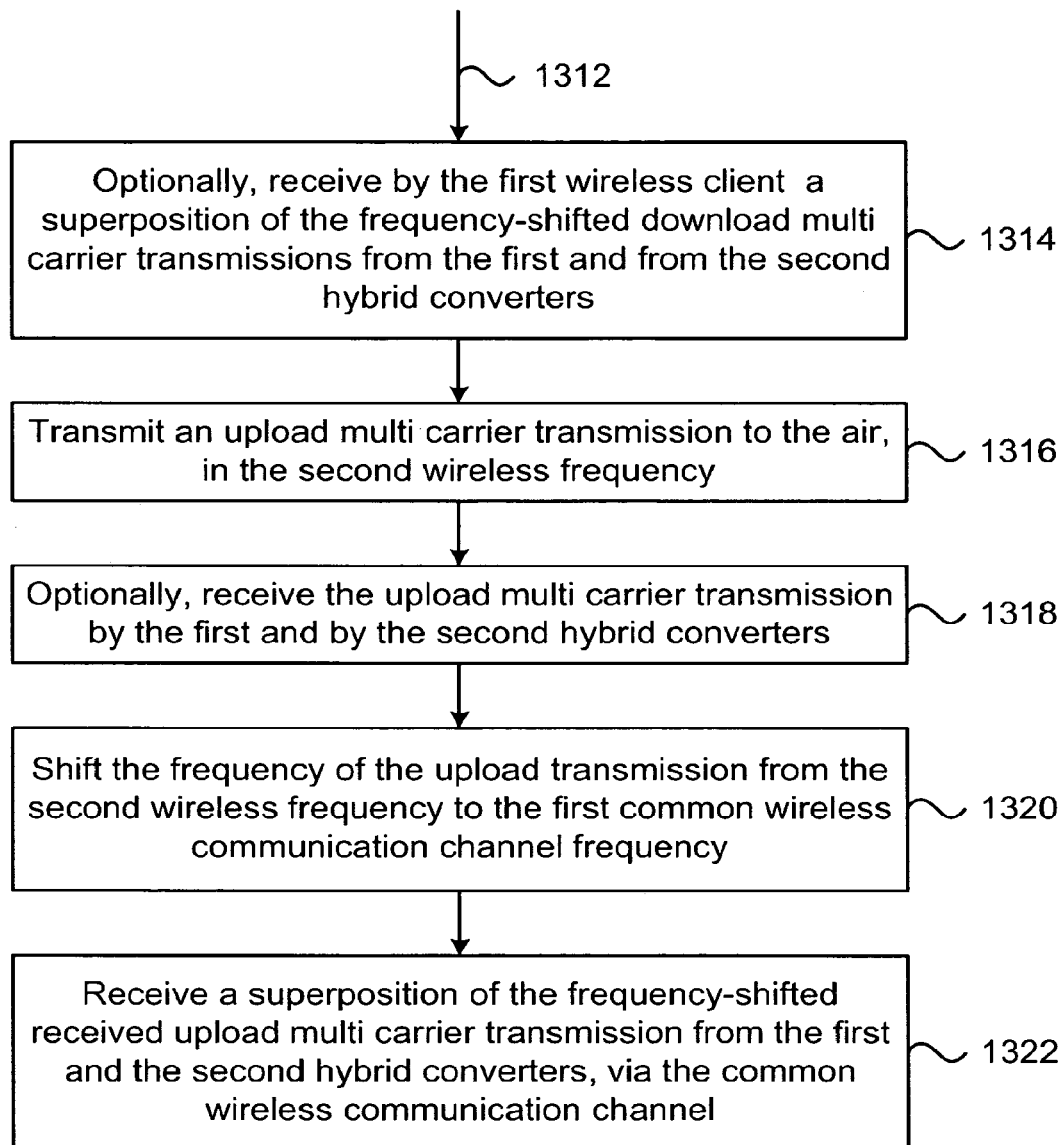 1312
Optionally, receive by the first wireless client a
superposition of the frequency-shifted download multi
carrier transmissions from the first and from the second
hybrid converters
1314
Transmit an upload multi carrier transmission to the air,
in the second wireless frequency
1316
Optionally, receive the upload multi carrier transmission
by the first and by the second hybrid converters
1318
Shift the frequency of the upload transmission from the
second wireless frequency to the first common wireless
communication channel frequency
1320
Receive a superposition of the frequency-shifted
received upload multi carrier transmission from the first
and the second hybrid converters, via the common
wireless communication channel
1322